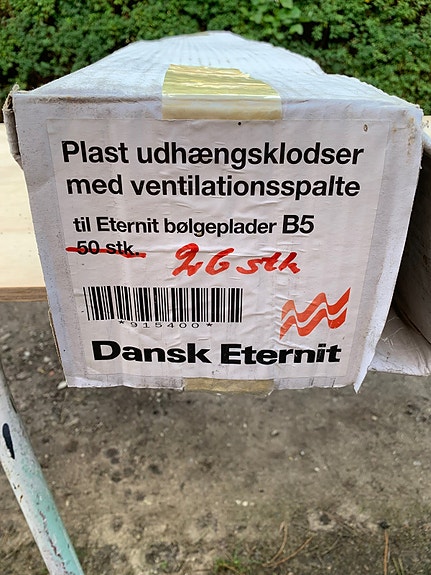 Plast udhængsklodser
med ventilationsspalte
til Eternit bølgeplader B5
50 stk. 26 stk
*915400*
Dansk Eternit